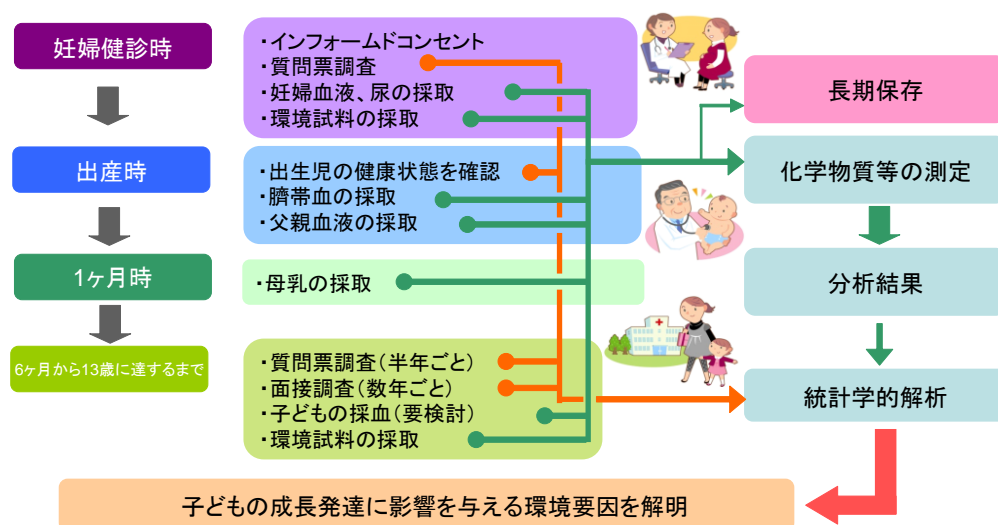 妊婦健診時
・インフォームドコンセント
・質問票調査
・妊婦血液、尿の採取
・環境試料の採取
長期保存
出産時
・出生児の健康状態を確認
・臍帯血の採取
・父親血液の採取
化学物質等の測定
1ヶ月時
・母乳の採取
分析結果
6ヶ月から13歳に達するまで
・質問票調査(半年ごと)
・面接調査(数年ごと)
・子どもの採血(要検討)
・環境試料の採取
統計学的解析
子どもの成長発達に影響を与える環境要因を解明